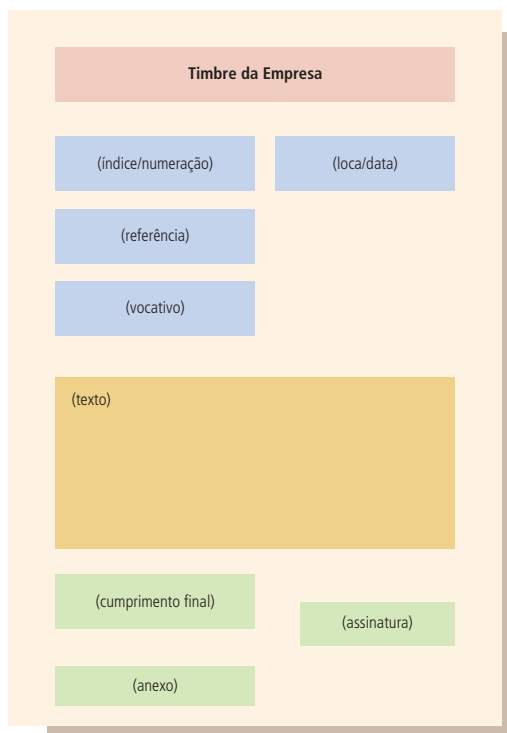 Timbre da Empresa
(índice/numeração)
(loca/data)
(referência)
(vocativo)
(texto)
(cumprimento final)
(assinatura)
(anexo)